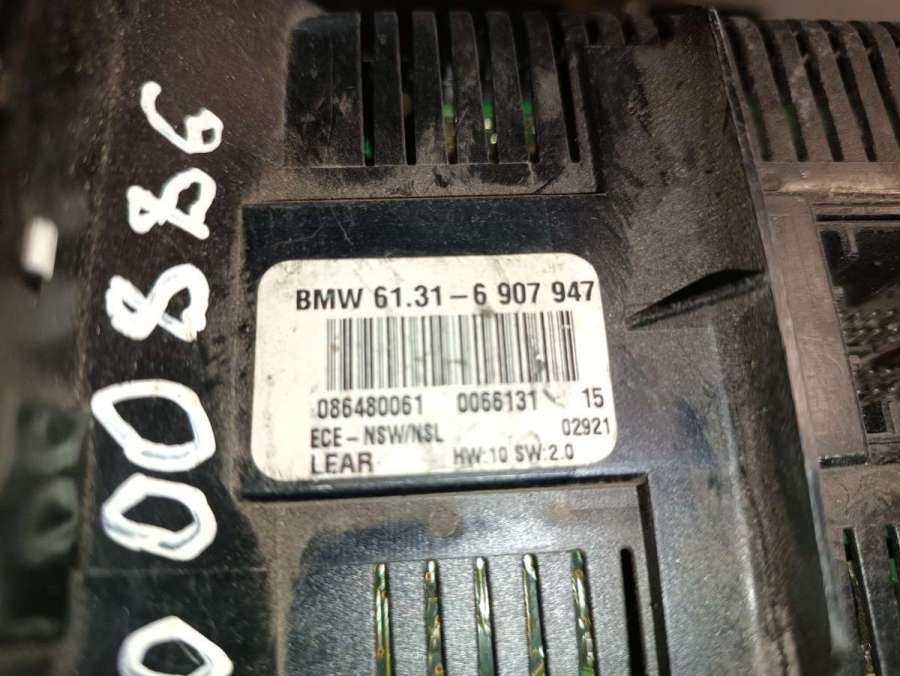 BMW 61.31-6 907 947
086480061 0066131 15
ECE-NSW/NSL 02921
LEAR HW:10 SW:2.0
00886